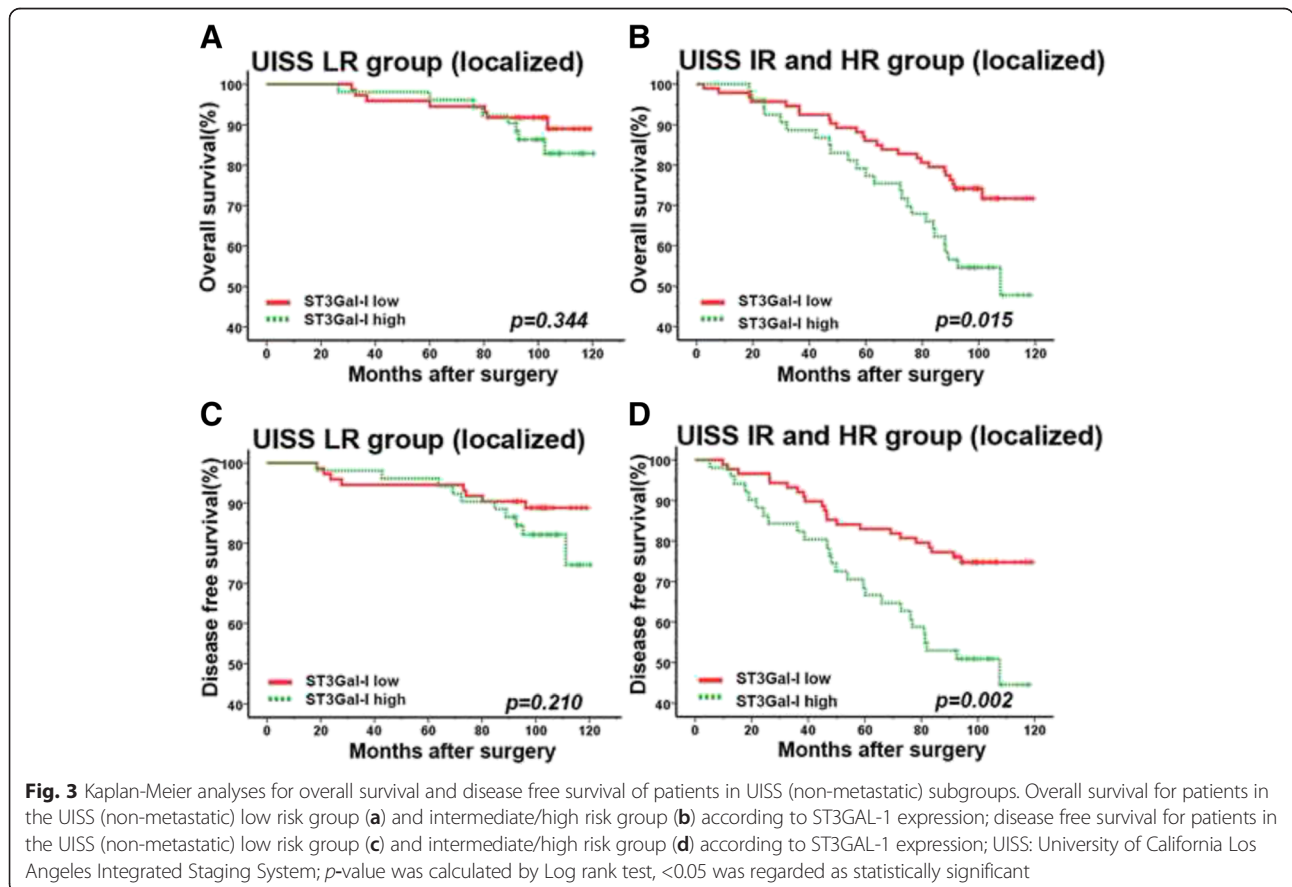 A
UISS LR group (localized)
Overall survival(%)
100
90
80
70
60
50
40
ST3Gal-I low
ST3Gal-I high
p=0.344
0 20 40 60 80 100 120
Months after surgery
B
UISS IR and HR group (localized)
Overall survival(%)
100
90
80
70
60
50
40
ST3Gal-I low
ST3Gal-I high
p=0.015
0 20 40 60 80 100 120
Months after surgery
C
UISS LR group (localized)
Disease free survival(%)
100
90
80
70
60
50
40
ST3Gal-I low
ST3Gal-I high
p=0.210
0 20 40 60 80 100 120
Months after surgery
D
UISS IR and HR group (localized)
Disease free survival(%)
100
90
80
70
60
50
40
ST3Gal-I low
ST3Gal-I high
p=0.002
0 20 40 60 80 100 120
Months after surgery
Fig. 3 Kaplan-Meier analyses for overall survival and disease free survival of patients in UISS (non-metastatic) subgroups. Overall survival for patients in
the UISS (non-metastatic) low risk group (a) and intermediate/high risk group (b) according to ST3GAL-1 expression; disease free survival for patients in
the UISS (non-metastatic) low risk group (c) and intermediate/high risk group (d) according to ST3GAL-1 expression; UISS: University of California Los
Angeles Integrated Staging System; p-value was calculated by Log rank test, <0.05 was regarded as statistically significant